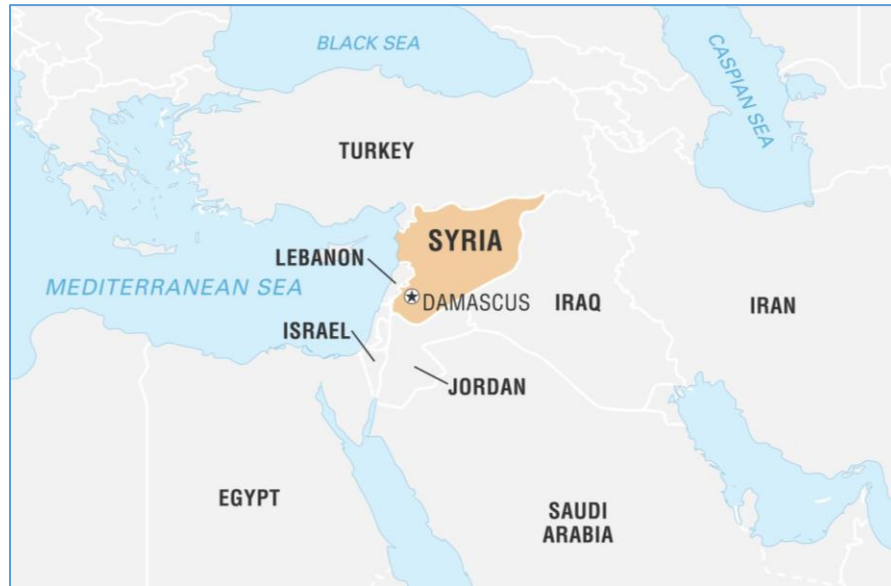 BLACK SEA
CASPIAN SEA
TURKEY
SYRIA
LEBANON
MEDITERRANEAN SEA
DAMASCUS
IRAQ
IRAN
ISRAEL
JORDAN
EGYPT
SAUDI
ARABIA